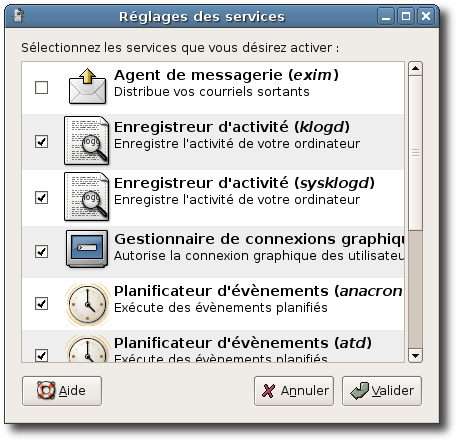 Réglages des services
Sélectionnez les services que vous désirez activer :
Agent de messagerie (exim)
Distribue vos courriels sortants
Enregistreur d'activité (klogd)
Enregistre l'activité de votre ordinateur
Enregistreur d'activité (sysklogd)
Enregistre l'activité de votre ordinateur
Gestionnaire de connexions graphiqu
Autorise la connexion graphique des utilisateu
Planificateur d'évènements (anacron
Exécute des évènements planifiés
Planificateur d'évènements (atd)
Exécute des évènements planifiés
Aide
Annuler
Valider